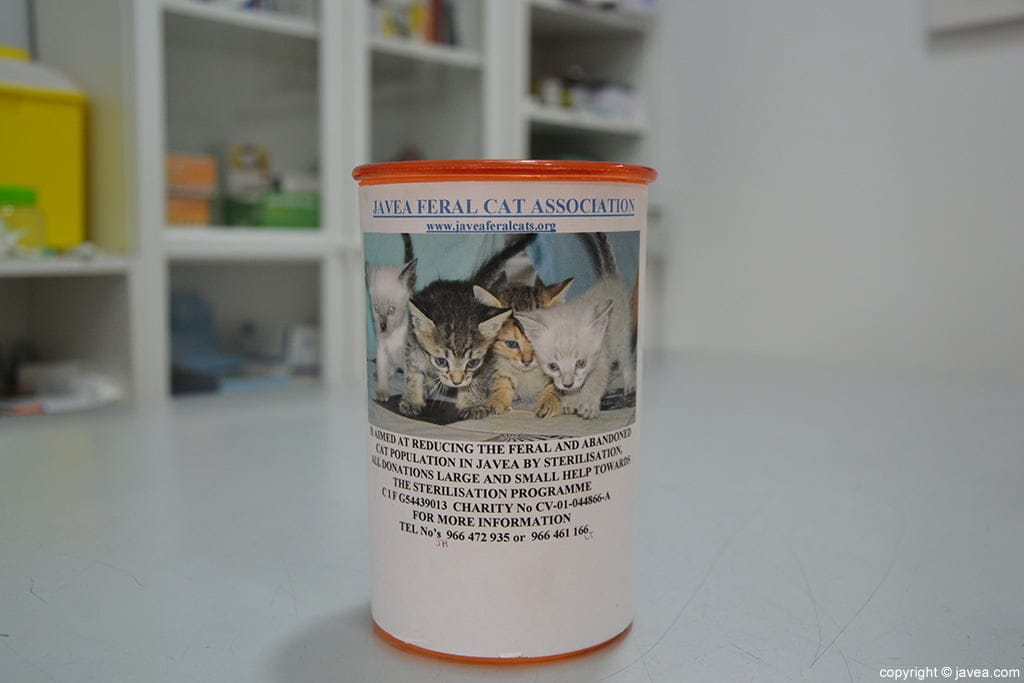 JAVEA FERAL CAT ASSOCIATION
www.javeaferalcats.org
IS AIMED AT REDUCING THE FERAL AND ABANDONED
CAT POPULATION IN JAVEA BY STERILISATION.
ALL DONATIONS LARGE AND SMALL HELP TOWARDS
THE STERILISATION PROGRAMME
C I F G54439013 CHARITY No CV-01-044866-A
FOR MORE INFORMATION
TEL No's 966 472 935 or 966 461 166
copyright © javea.com